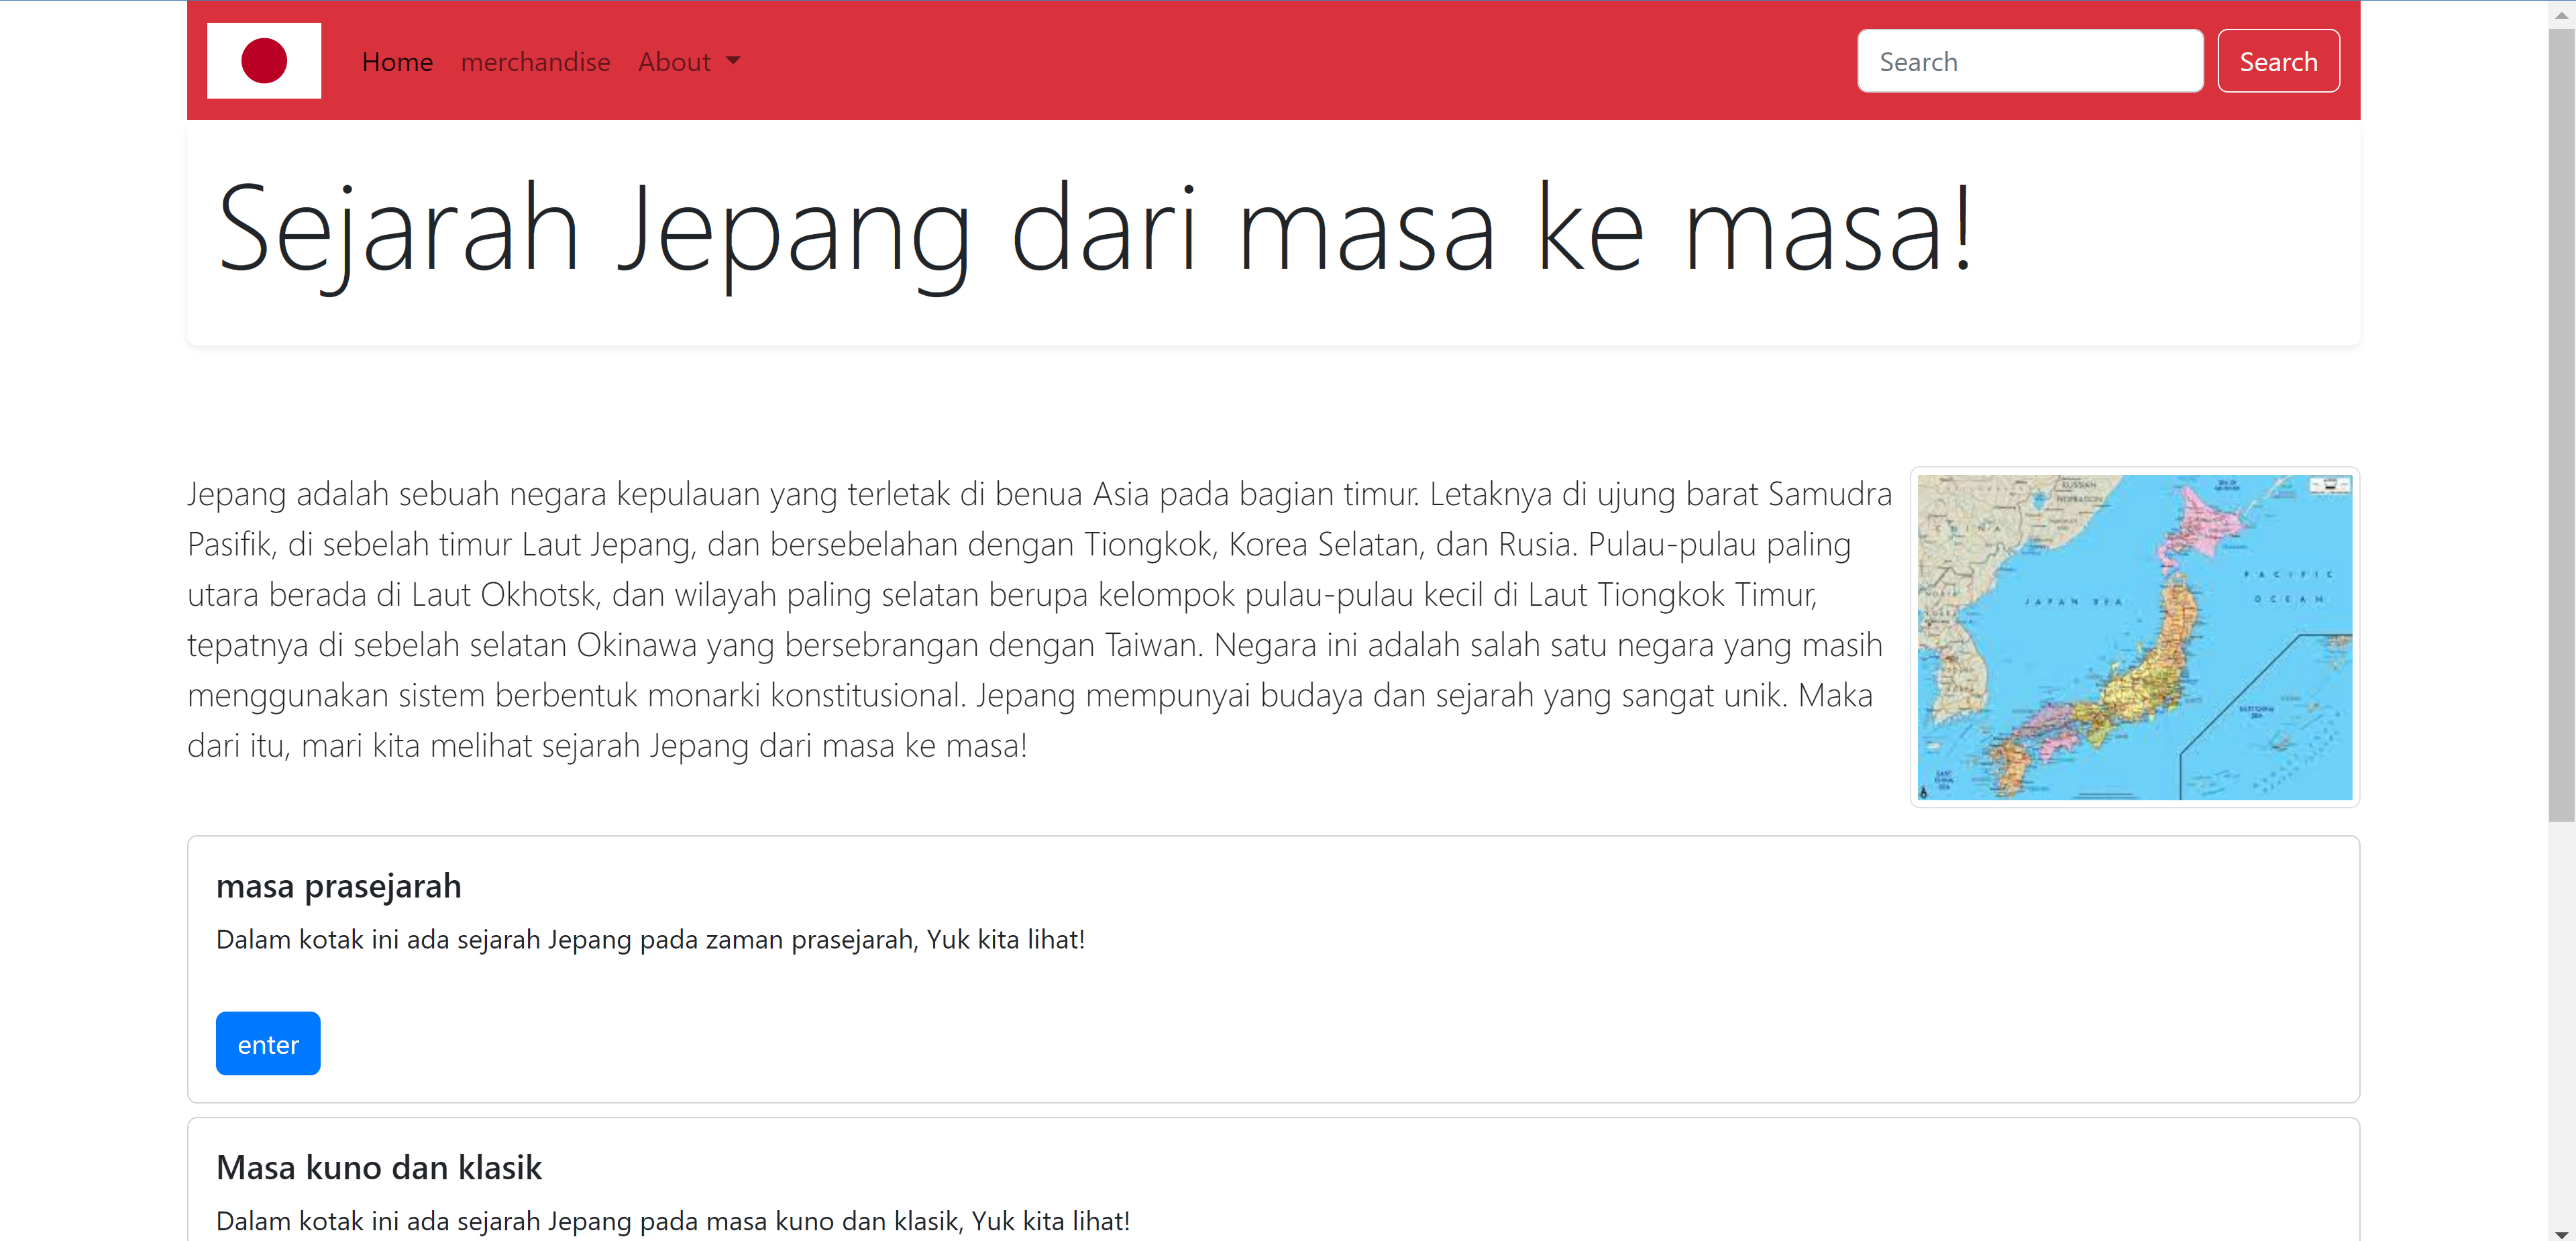 Home merchandise About Search Search
Sejarah Jepang dari masa ke masa!
Jepang adalah sebuah negara kepulauan yang terletak di benua Asia pada bagian timur. Letaknya di ujung barat Samudra
Pasifik, di sebelah timur Laut Jepang, dan bersebelahan dengan Tiongkok, Korea Selatan, dan Rusia. Pulau-pulau paling
utara berada di Laut Okhotsk, dan wilayah paling selatan berupa kelompok pulau-pulau kecil di Laut Tiongkok Timur,
tepatnya di sebelah selatan Okinawa yang bersebrangan dengan Taiwan. Negara ini adalah salah satu negara yang masih
menggunakan sistem berbentuk monarki konstitusional. Jepang mempunyai budaya dan sejarah yang sangat unik. Maka
dari itu, mari kita melihat sejarah Jepang dari masa ke masa!
RUSSIAN
CHINA
PACIFIC
OCEAN
JAPAN SEA
EAST
CHINA
SEA
masa prasejarah
Dalam kotak ini ada sejarah Jepang pada zaman prasejarah, Yuk kita lihat!
enter
Masa kuno dan klasik
Dalam kotak ini ada sejarah Jepang pada masa kuno dan klasik, Yuk kita lihat!